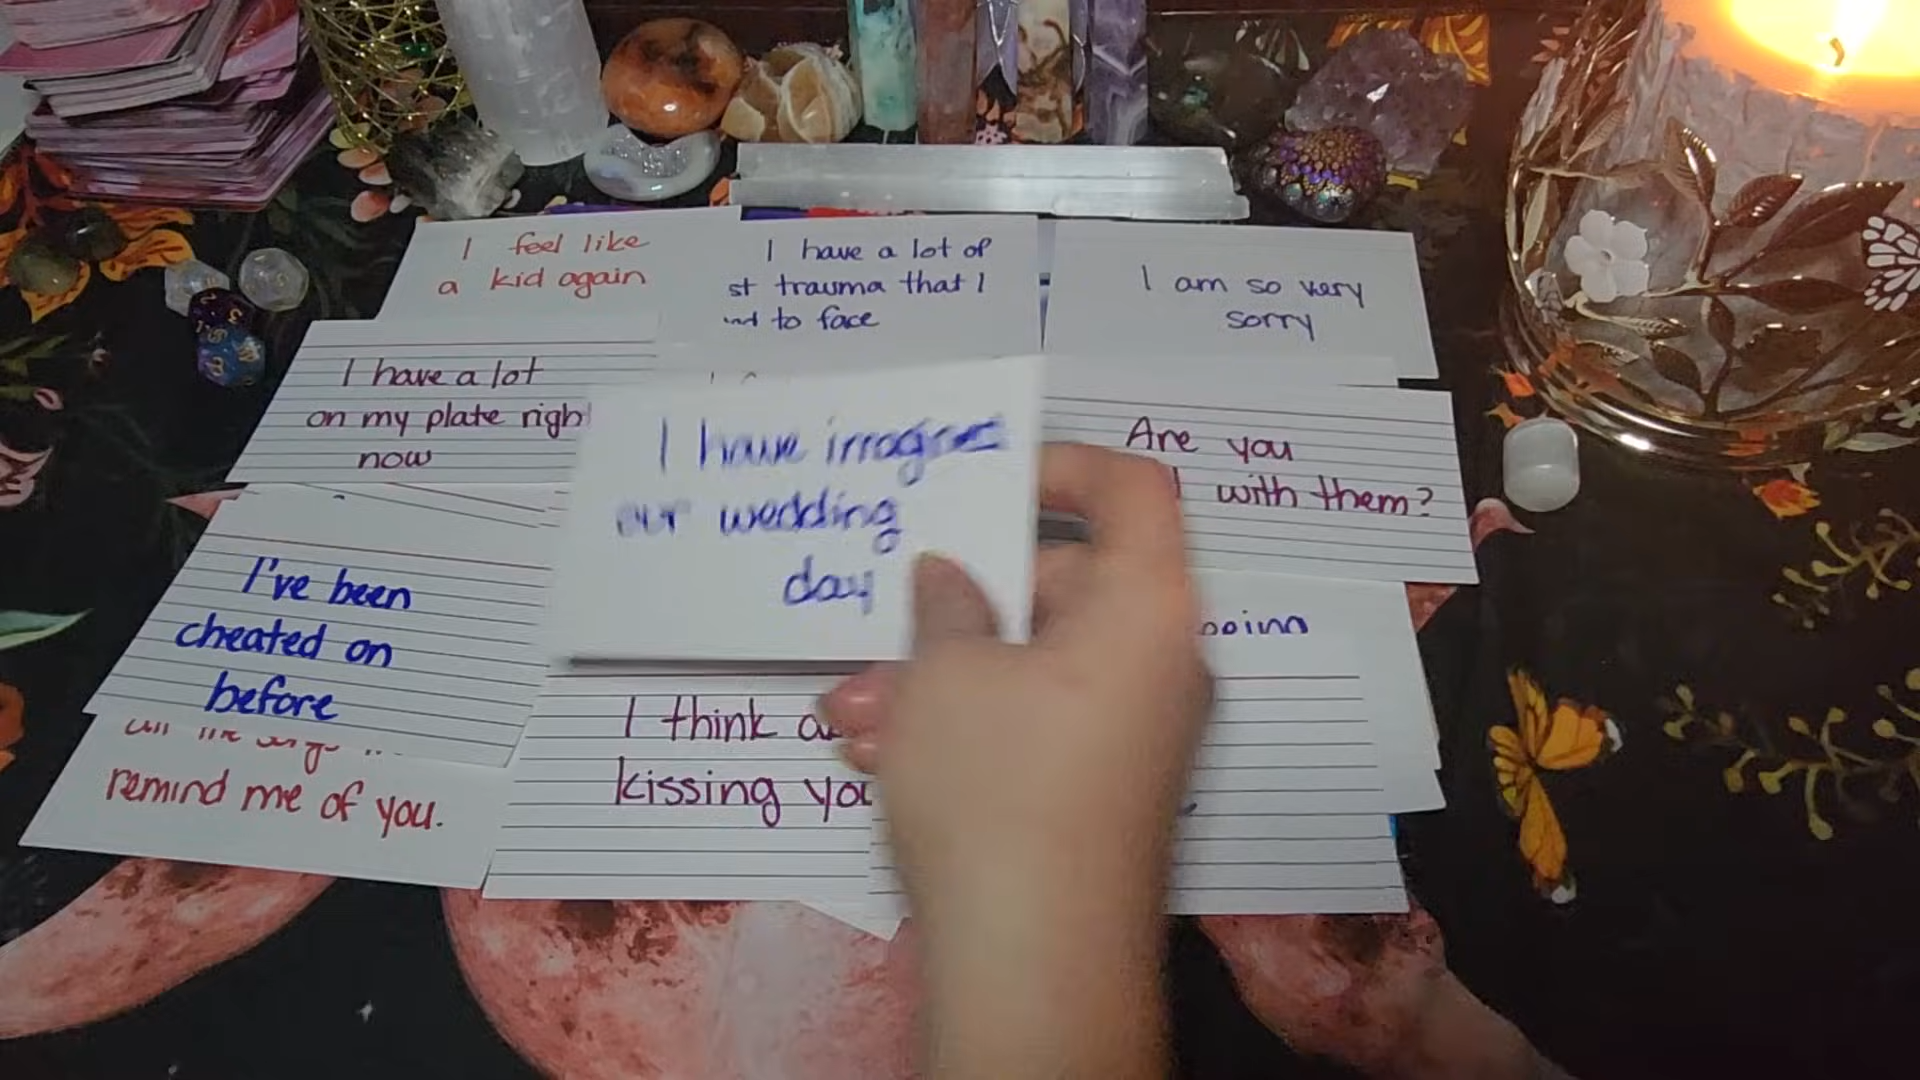 I feel like
a kid again
I have a lot of
st trauma that I
to face
I am so very
sorry
I have a lot
on my plate righ
now
I have
our wedding
day
Are you
with them?
I've been
cheated on
before
remind me of you.
I think
kissing you